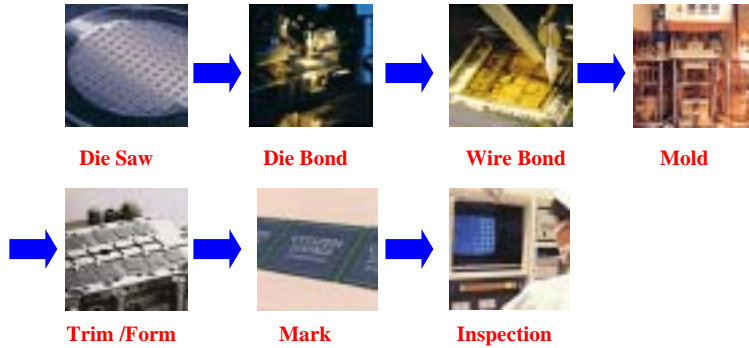 Die Saw
Die Bond
Wire Bond
Mold
Trim /Form
Mark
Inspection